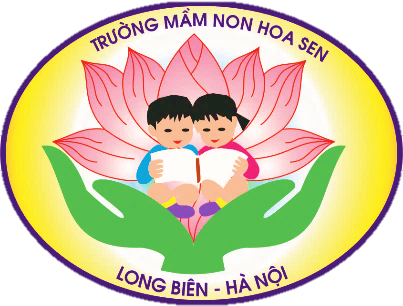 TRƯỜNG MẦM NON HOA SEN
LONG BIÊN - HÀ NỘI